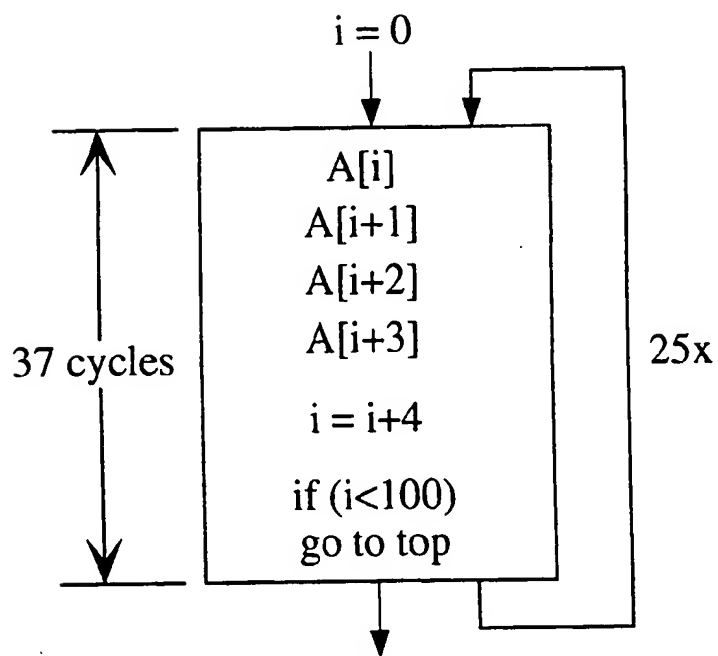 i = 0
A[i]
A[i+1]
A[i+2]
A[i+3]
37 cycles
25x
i = i+4
if (i<100)
go to top